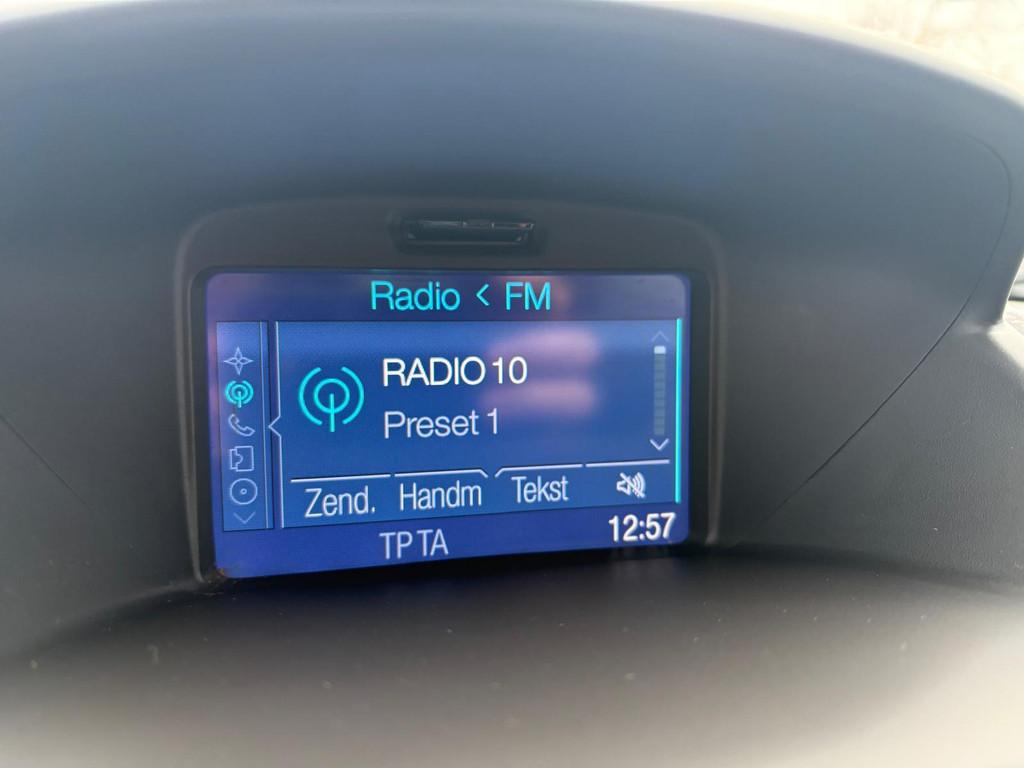 Radio < FM
RADIO 10
Preset 1
Zend. Handm Tekst
TP TA 12:57